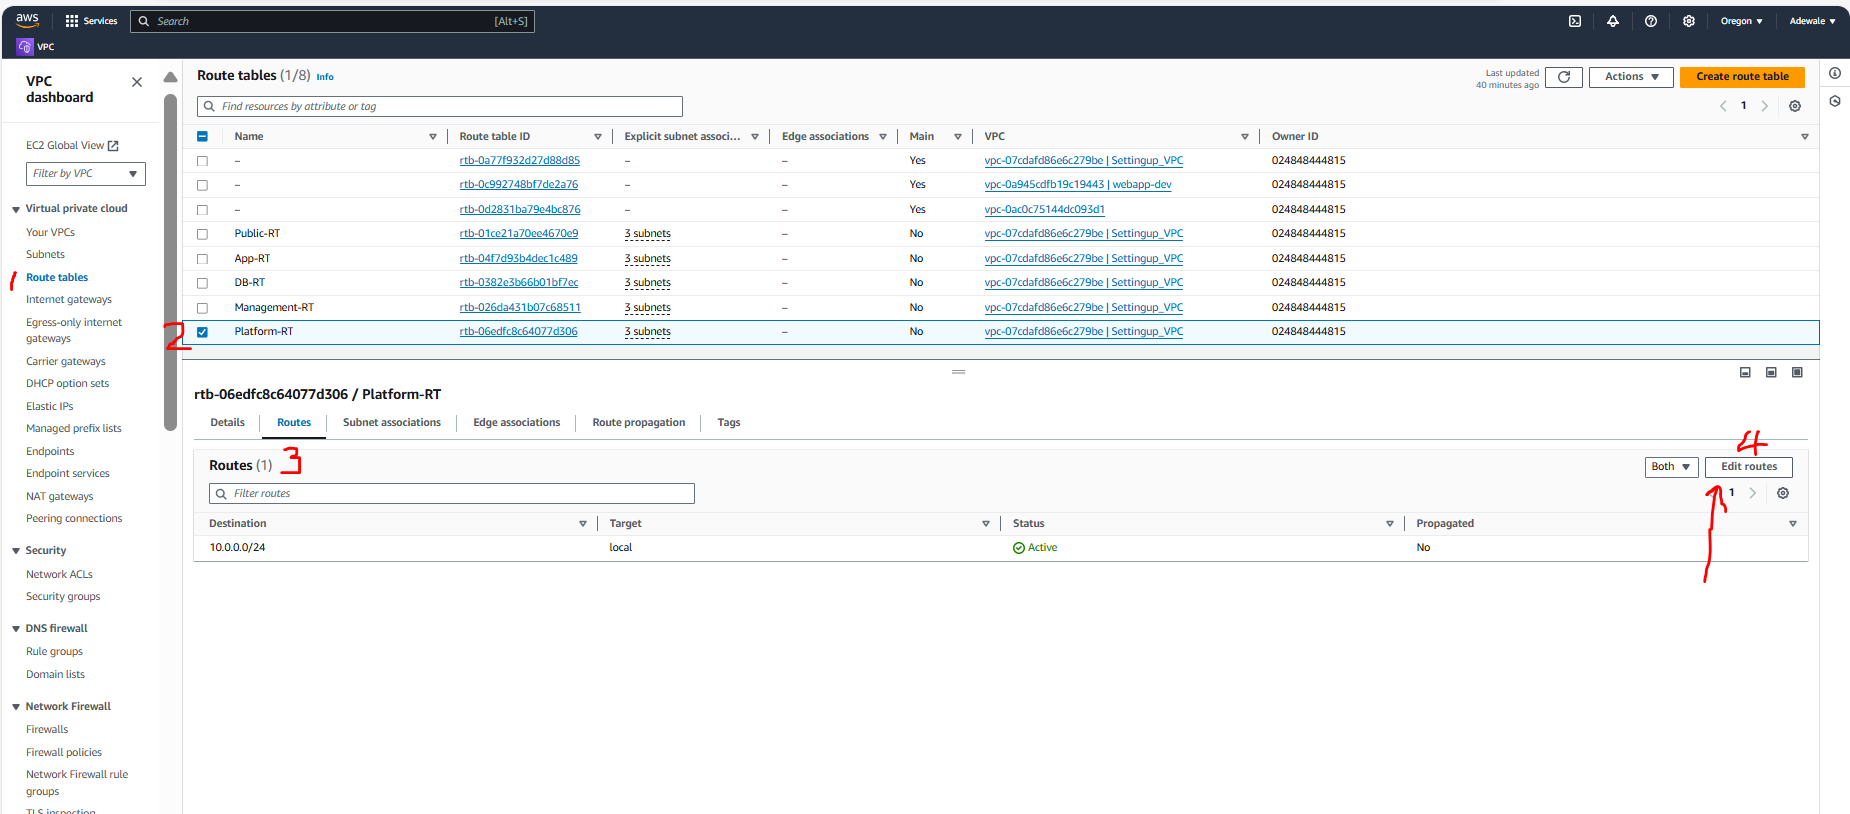 aws
Services
Search
[Alt+S]
Oregon
Adewale
VPC
VPC dashboard
EC2 Global View
Filter by VPC
Virtual private cloud
Your VPCs
Subnets
1
Route tables
Internet gateways
Egress-only internet
gateways
Carrier gateways
DHCP option sets
Elastic IPs
Managed prefix lists
Endpoints
Endpoint services
NAT gateways
Peering connections
Security
Network ACLs
Security groups
DNS firewall
Rule groups
Domain lists
Network Firewall
Firewalls
Firewall policies
Network Firewall rule
groups
TLS inspection
Route tables (1/8) Info
Last updated
40 minutes ago
Actions
Create route table
Find resources by attribute or tag
1
Name Route table ID Explicit subnet associ... Edge associations Main VPC Owner ID
– rtb-0a77f932d27d88d85 – – Yes vpc-07cdafd86e6c279be | Settingup_VPC 024848444815
– rtb-0c992748bf7de2a76 – – Yes vpc-0a945cdfb19c19443 | webapp-dev 024848444815
– rtb-0d2831ba79e4bc876 – – Yes vpc-0ac0c75144dc093d1 024848444815
Public-RT rtb-01ce21a70ee4670e9 3 subnets – No vpc-07cdafd86e6c279be | Settingup_VPC 024848444815
App-RT rtb-04f7d93b4dec1c489 3 subnets – No vpc-07cdafd86e6c279be | Settingup_VPC 024848444815
DB-RT rtb-0382e3b66b01bf7ec 3 subnets – No vpc-07cdafd86e6c279be | Settingup_VPC 024848444815
Management-RT rtb-026da431b07c68511 3 subnets – No vpc-07cdafd86e6c279be | Settingup_VPC 024848444815
2
Platform-RT rtb-06edfc8c64077d306 3 subnets – No vpc-07cdafd86e6c279be | Settingup_VPC 024848444815
rtb-06edfc8c64077d306 / Platform-RT
Details Routes Subnet associations Edge associations Route propagation Tags
Routes (1)
3
4
Both
Edit routes
Filter routes
1
Destination Target Status Propagated
10.0.0.0/24 local Active No